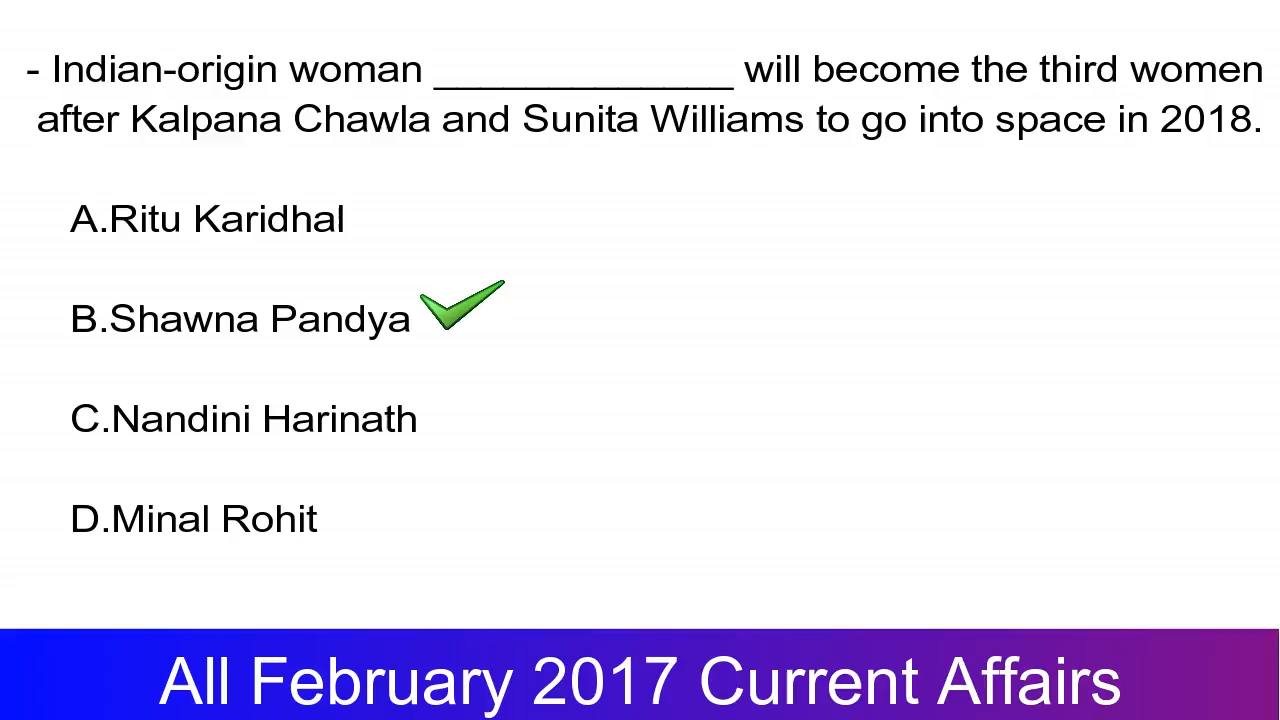 - Indian-origin woman ______________ will become the third women
after Kalpana Chawla and Sunita Williams to go into space in 2018.
A.Ritu Karidhal
B.Shawna Pandya
C.Nandini Harinath
D.Minal Rohit
All February 2017 Current Affairs